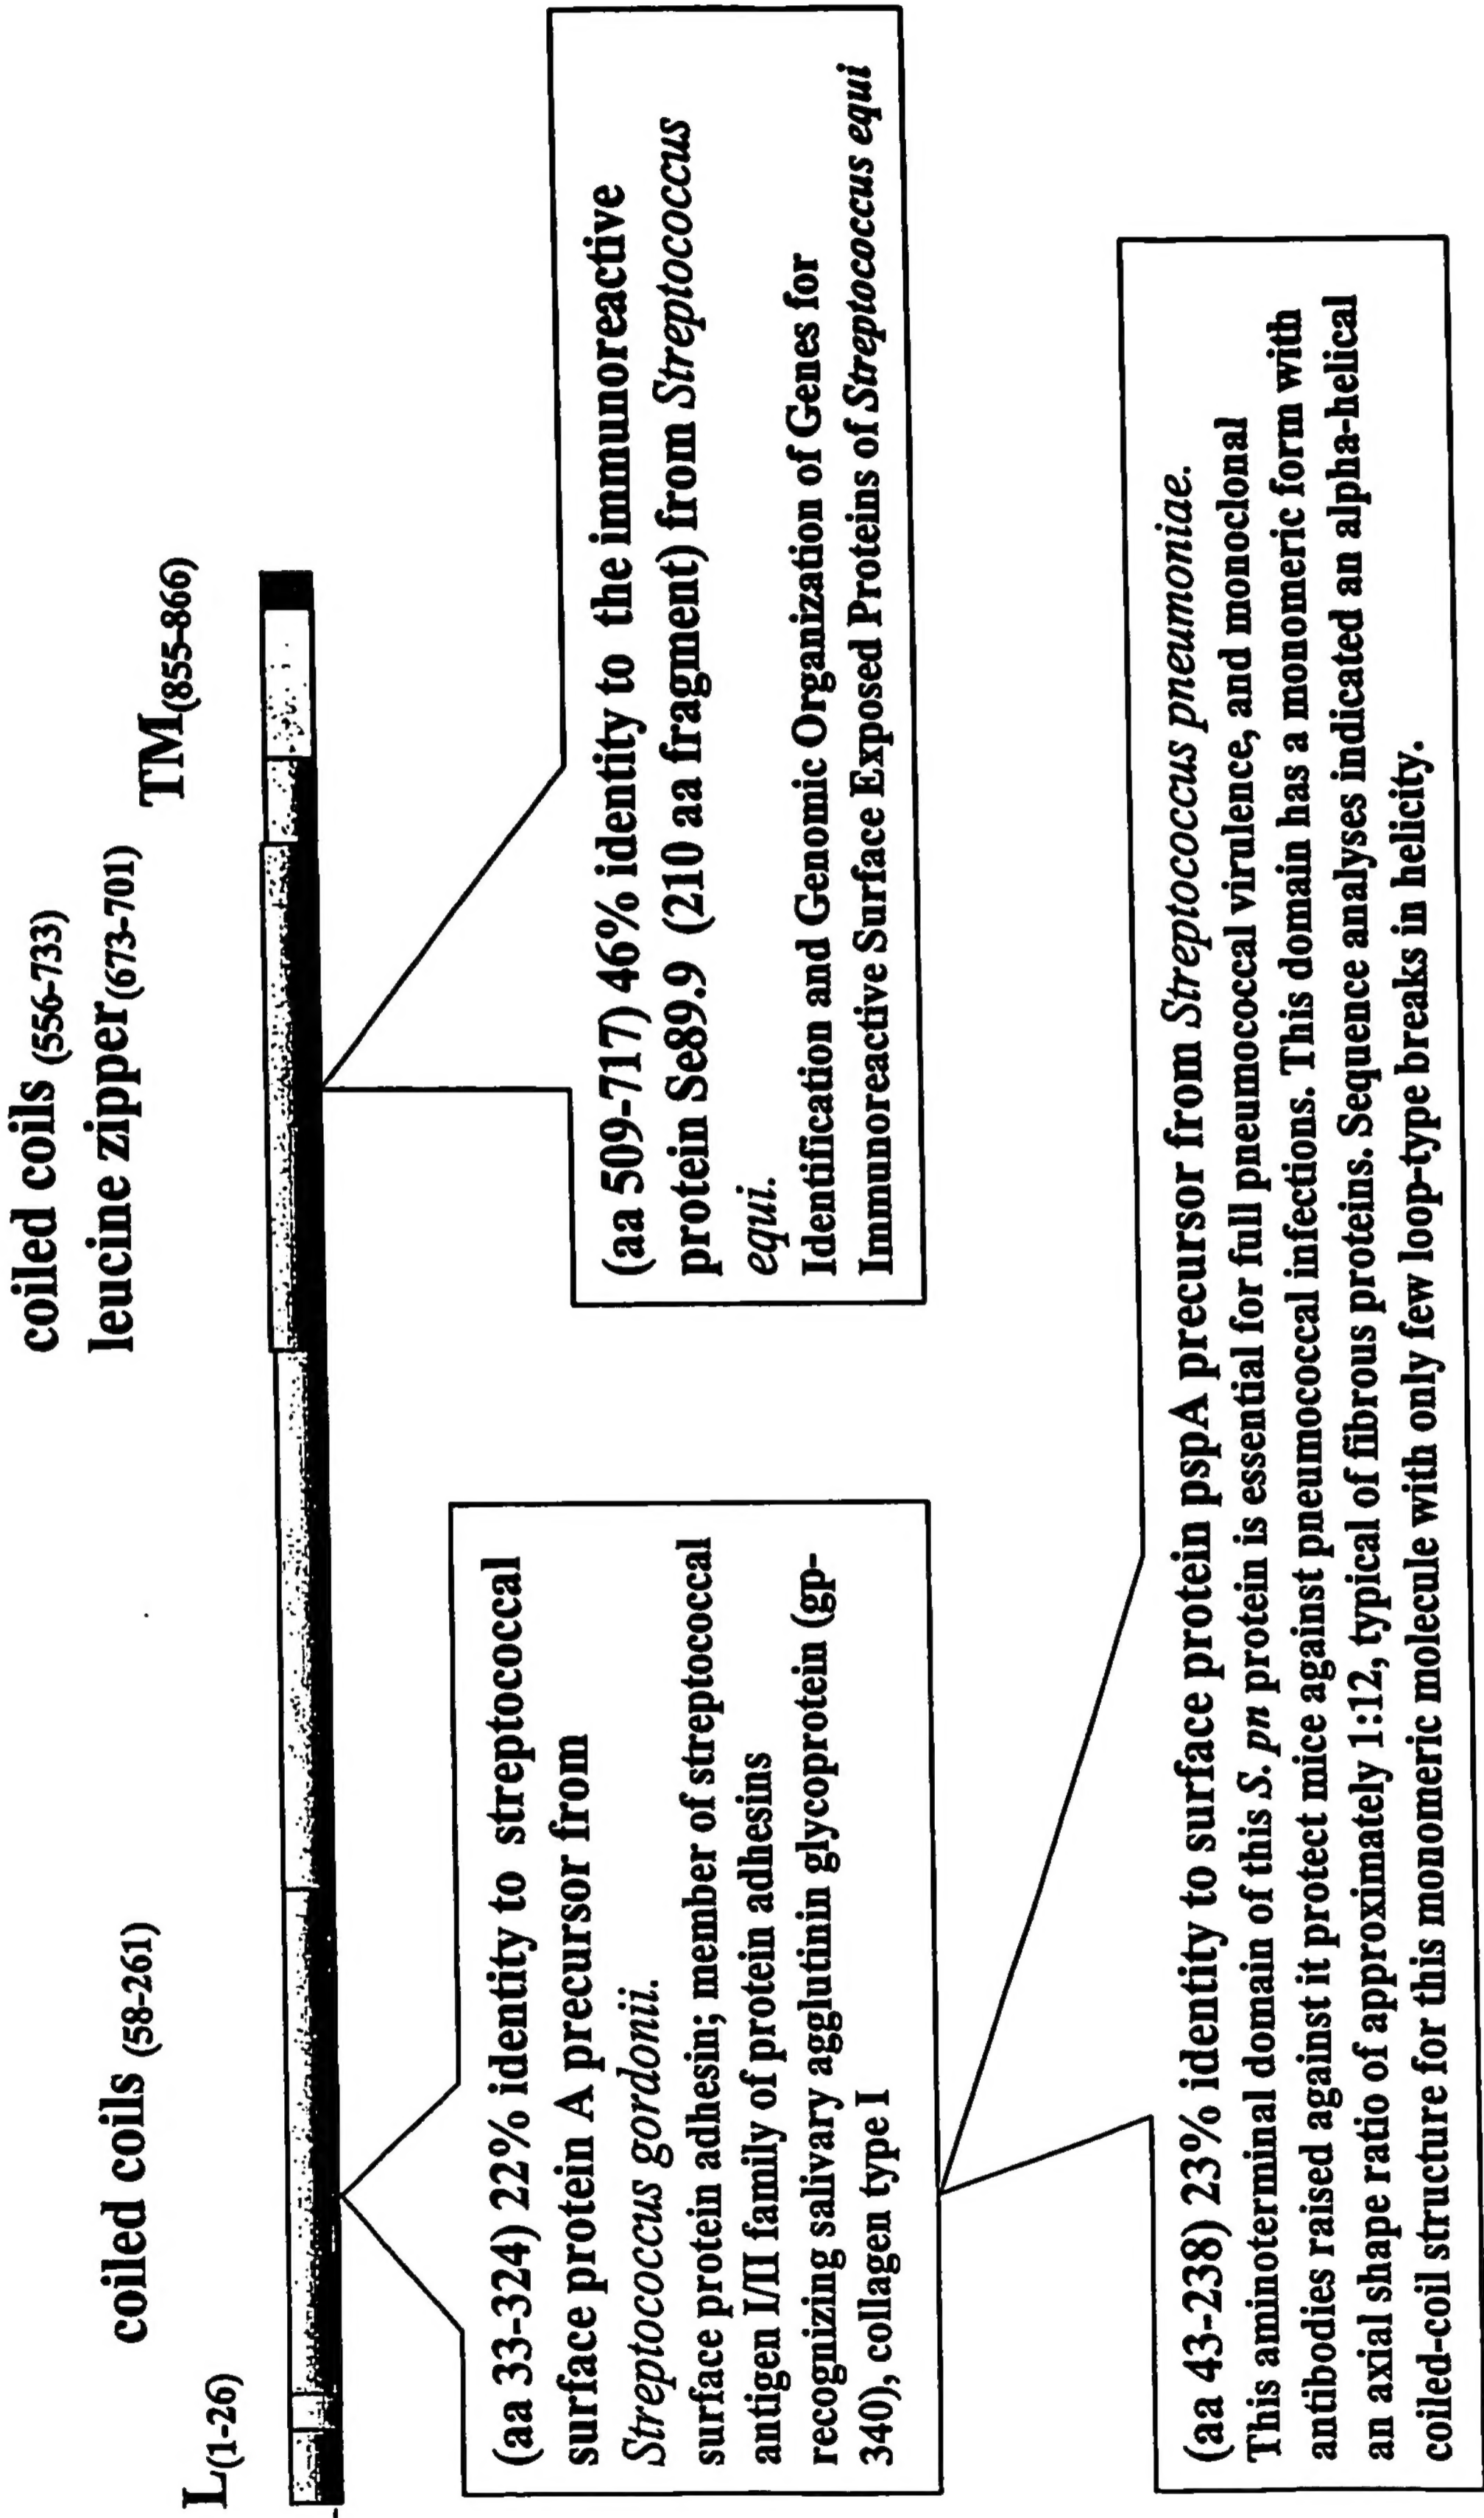 L(1-26)
coiled coils (58-261)
coiled coils (556-733)
leucine zipper(673-701)
TM(855-866)
(aa 33-324) 22% identity to streptococcal
surface protein A precursor from
Streptococcus gordonii.
surface protein adhesin; member of streptococcal
antigen I/II family of protein adhesins
recognizing salivary agglutinin glycoprotein (gp-
340), collagen type I
(aa 509-717) 46% identity to the immunoreactive
protein Se89.9 (210 aa fragment) from Streptococcus
equi.
Identification and Genomic Organization of Genes for
Immunoreactive Surface Exposed Proteins of Streptococcus equi
(aa 43-238) 23% identity to surface protein pspA precursor from Streptococcus pneumoniae.
This aminoterminal domain of this S. pn protein is essential for full pneumococcal virulence, and monoclonal
antibodies raised against it protect mice against pneumococcal infections. This domain has a monomeric form with
an axial shape ratio of approximately 1:12, typical of fibrous proteins. Sequence analyses indicated an alpha-helical
coiled-coil structure for this monomeric molecule with only few loop-type breaks in helicity.